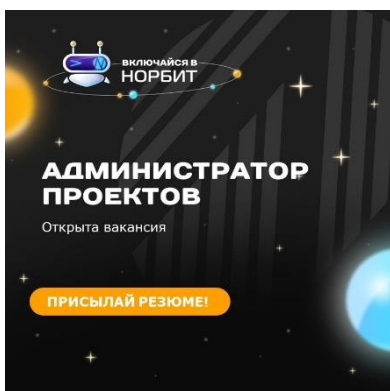 ВКЛЮЧАЙСЯ В
НОРБИТ
АДМИНИСТРАТОР
ПРОЕКТОВ
Открыта вакансия
ПРИСЫЛАЙ РЕЗЮМЕ!